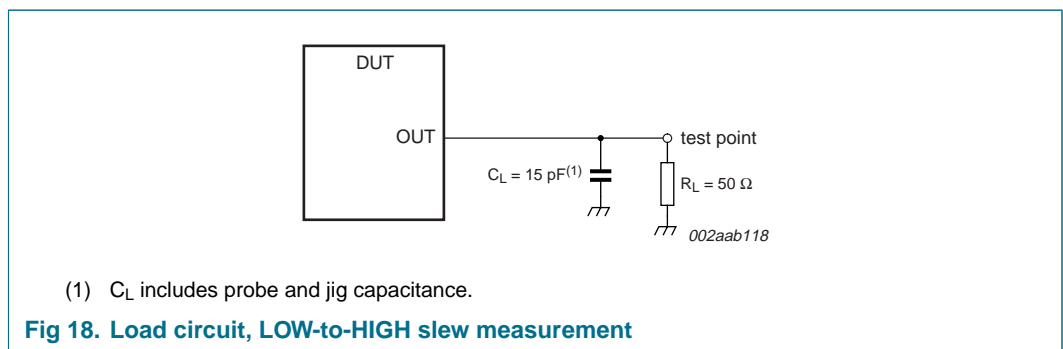 DUT
OUT
test point
C_L = 15 pF(1)
R_L = 50 Ω
002aab118
(1) C_L includes probe and jig capacitance.
Fig 18. Load circuit, LOW-to-HIGH slew measurement